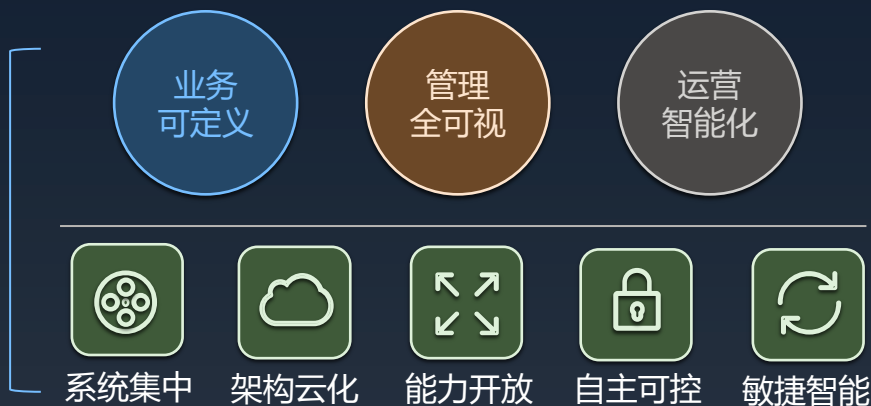 业务
可定义
管理
全可视
运营
智能化
系统集中
架构云化
能力开放
自主可控
敏捷智能